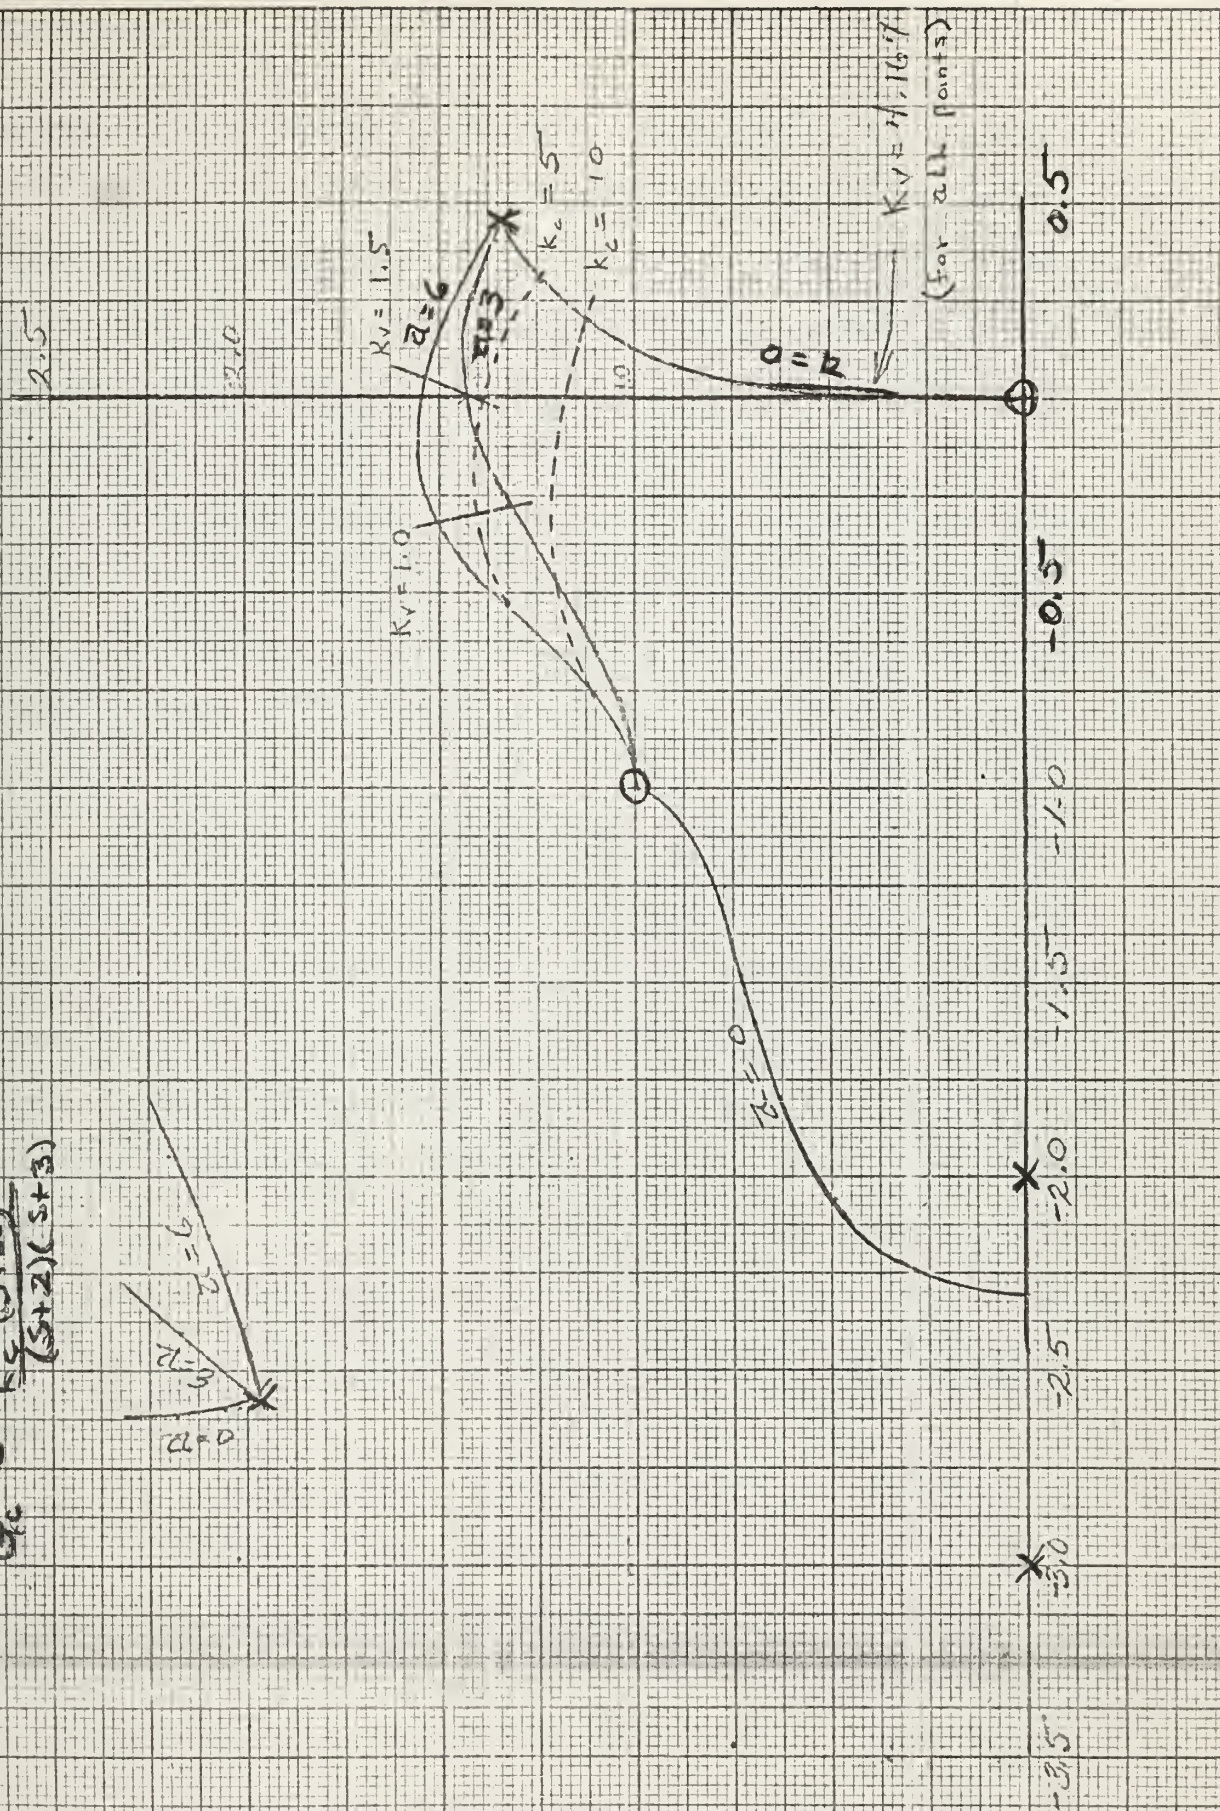 (s+2)(s+3)
2.5
2.0
Kv = 1.5
a=6
a=3
kc = 5
kc = 10
1.0
a = 12
Kv = 4.167
(for all points)
Kv = 1.0
a=6
a=3
a=0
a = 0
0.5
-0.5
-1.0
-1.5
-2.0
-2.5
-3.0
-3.5